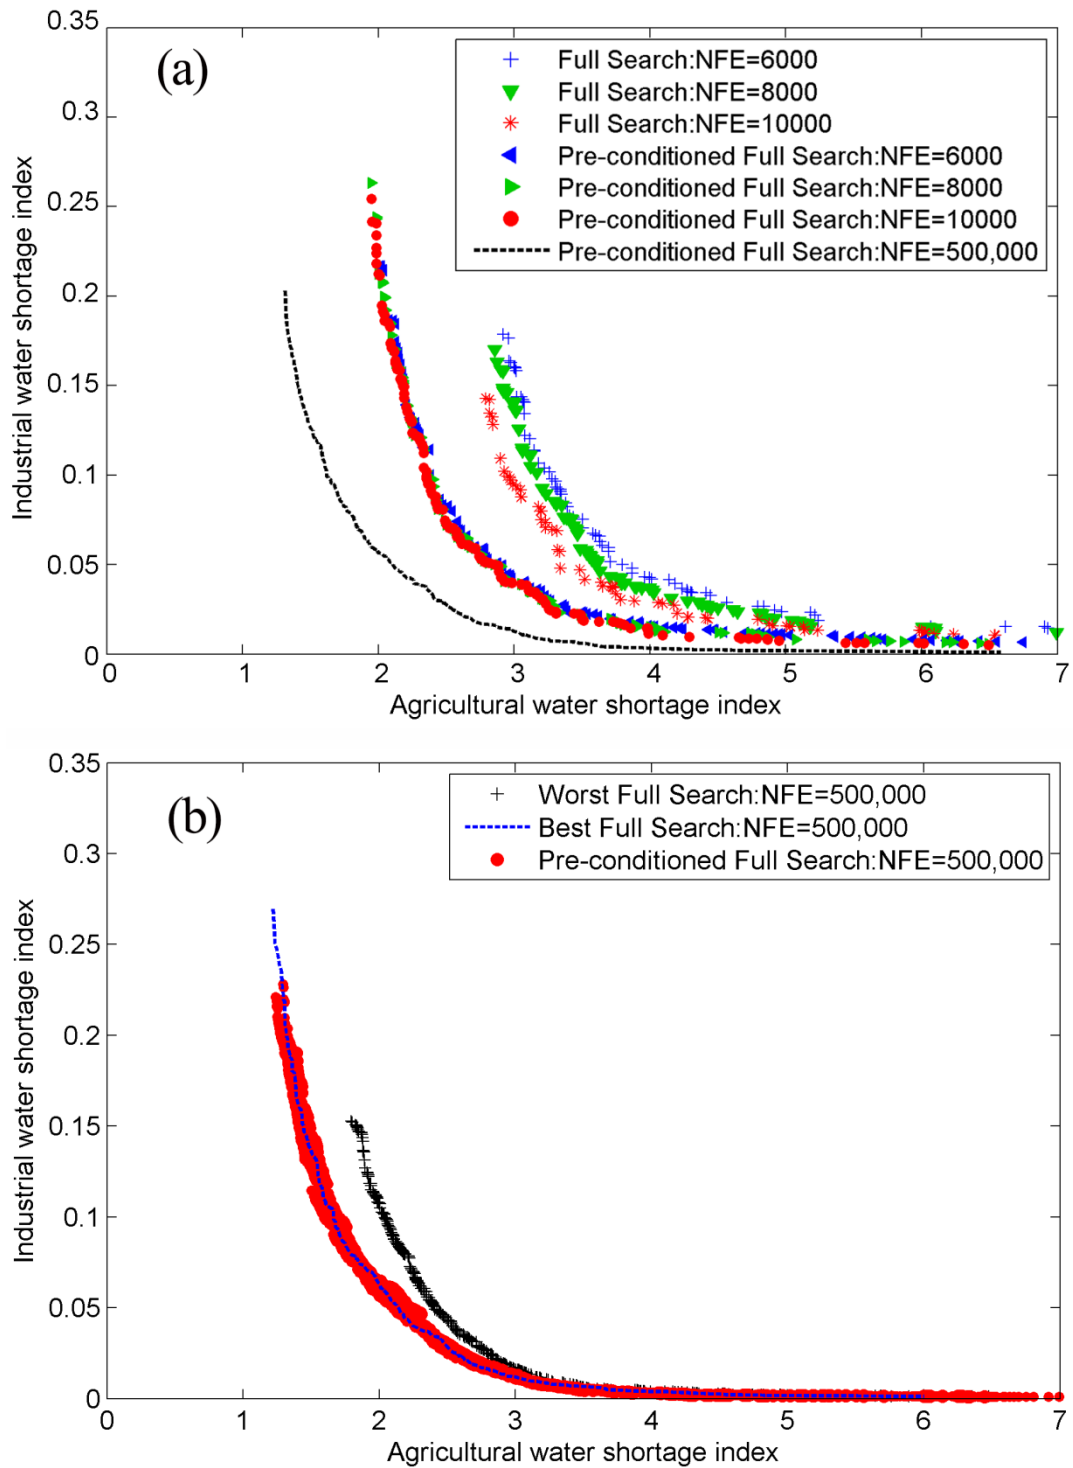 0.35
0.3
0.25
0.2
0.15
0.1
0.05
0
Industrial water shortage index
(a)
Full Search:NFE=6000
Full Search:NFE=8000
Full Search:NFE=10000
Pre-conditioned Full Search:NFE=6000
Pre-conditioned Full Search:NFE=8000
Pre-conditioned Full Search:NFE=10000
Pre-conditioned Full Search:NFE=500,000
0 1 2 3 4 5 6 7
Agricultural water shortage index
0.35
0.3
0.25
0.2
0.15
0.1
0.05
0
Industrial water shortage index
(b)
Worst Full Search:NFE=500,000
Best Full Search:NFE=500,000
Pre-conditioned Full Search:NFE=500,000
0 1 2 3 4 5 6 7
Agricultural water shortage index